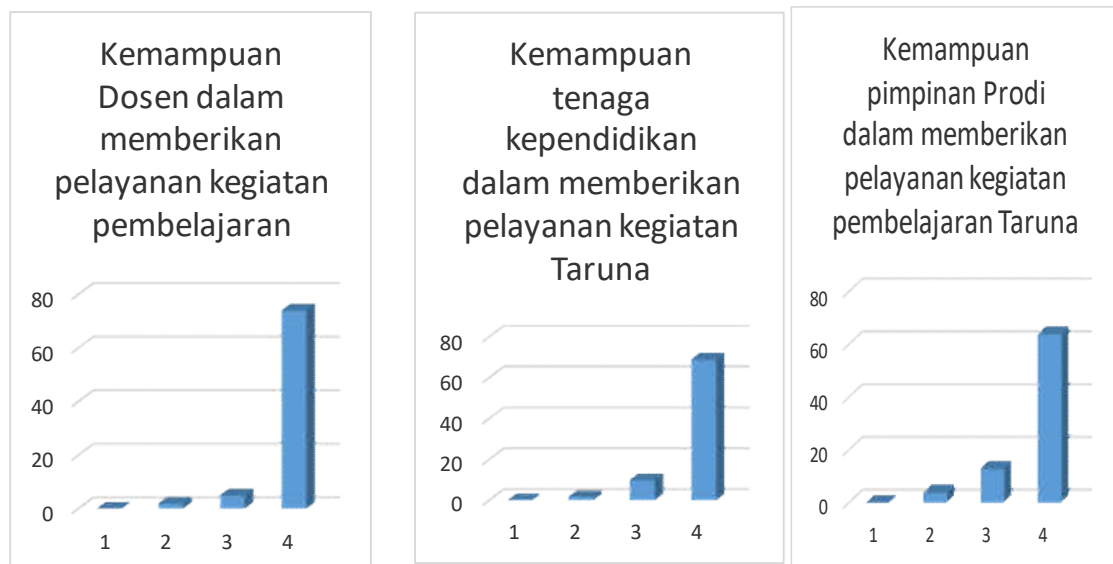 Kemampuan
Dosen dalam
memberikan
pelayanan kegiatan
pembelajaran
80
60
40
20
0
1 2 3 4
Kemampuan
tenaga
kependidikan
dalam memberikan
pelayanan kegiatan
Taruna
80
60
40
20
0
1 2 3 4
Kemampuan
pimpinan Prodi
dalam memberikan
pelayanan kegiatan
pembelajaran Taruna
80
60
40
20
0
1 2 3 4